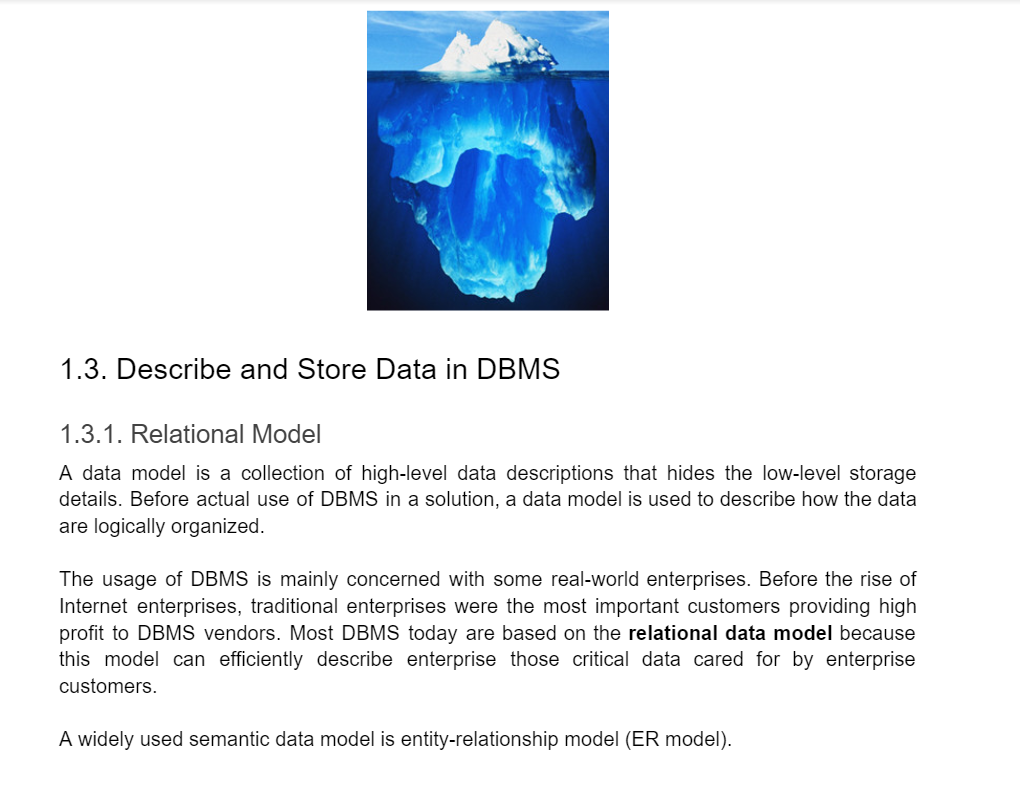 1.3. Describe and Store Data in DBMS
1.3.1. Relational Model
A data model is a collection of high-level data descriptions that hides the low-level storage
details. Before actual use of DBMS in a solution, a data model is used to describe how the data
are logically organized.
The usage of DBMS is mainly concerned with some real-world enterprises. Before the rise of
Internet enterprises, traditional enterprises were the most important customers providing high
profit to DBMS vendors. Most DBMS today are based on the relational data model because
this model can efficiently describe enterprise those critical data cared for by enterprise
customers.
A widely used semantic data model is entity-relationship model (ER model).